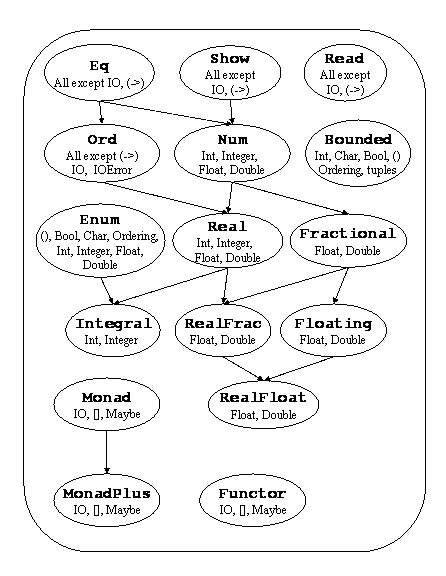 Eq
All except IO, (->)
Show
All except
IO, (->)
Read
All except
IO, (->)
Ord
All except (->)
IO, IOError
Num
Int, Integer,
Float, Double
Bounded
Int, Char, Bool, ()
Ordering, tuples
Enum
(), Bool, Char, Ordering,
Int, Integer, Float,
Double
Real
Int, Integer,
Float, Double
Fractional
Float, Double
Integral
Int, Integer
RealFrac
Float, Double
Floating
Float, Double
Monad
IO, [], Maybe
RealFloat
Float, Double
MonadPlus
IO, [], Maybe
Functor
IO, [], Maybe